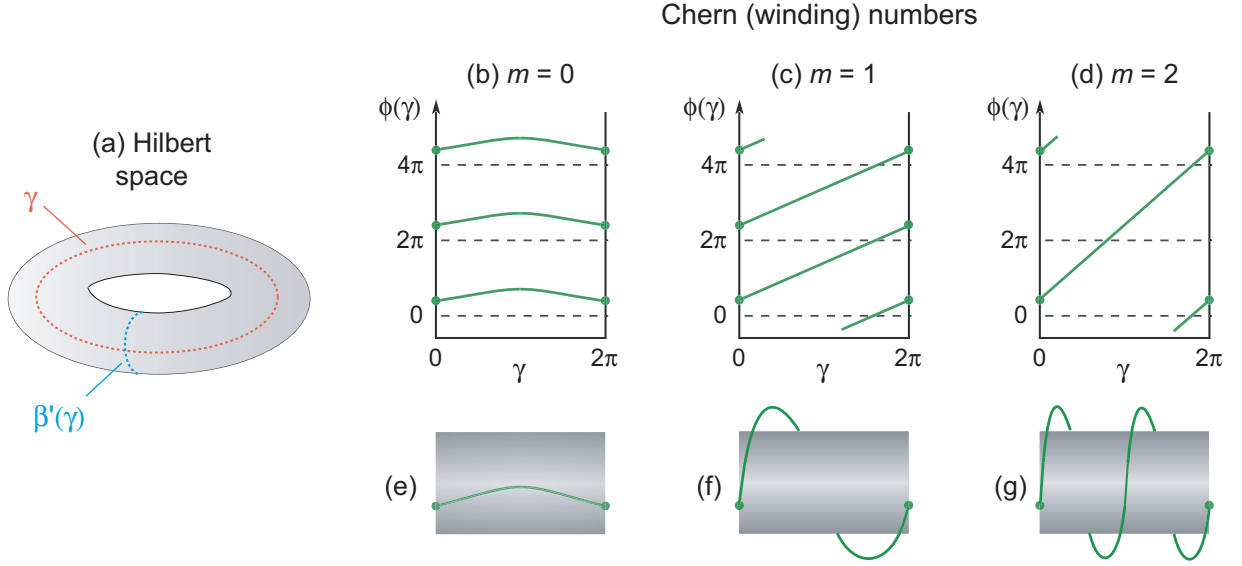 Chern (winding) numbers
(a) Hilbert
space
γ
β'(γ)
(b) m = 0
ϕ(γ)
4π
2π
0
0
γ
2π
(c) m = 1
ϕ(γ)
4π
2π
0
0
γ
2π
(d) m = 2
ϕ(γ)
4π
2π
0
0
γ
2π
(e)
(f)
(g)